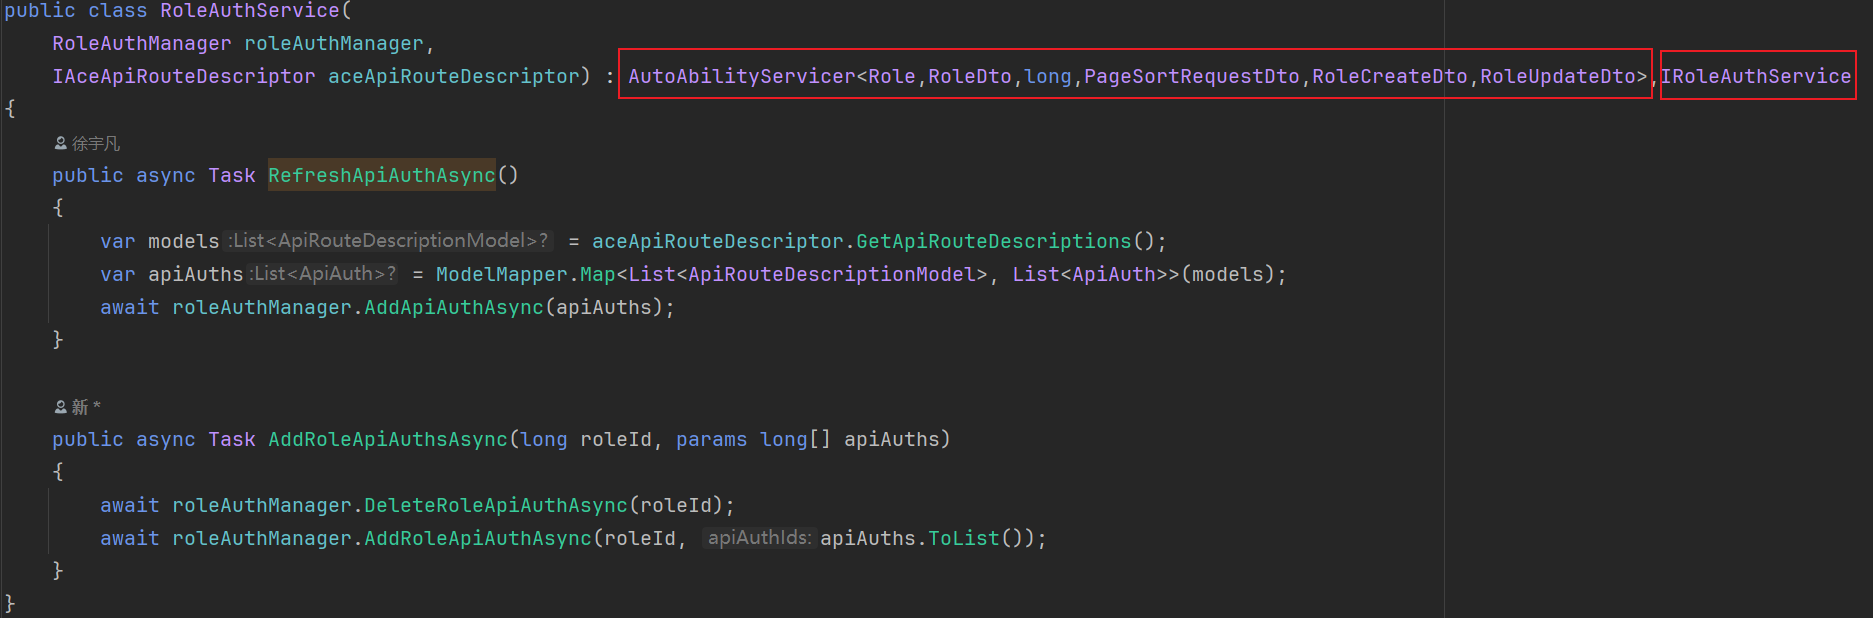 public class RoleAuthService(
RoleAuthManager roleAuthManager,
IAceApiRouteDescriptor aceApiRouteDescriptor) : AutoAbilityServicer<Role,RoleDto,long,PageSortRequestDto,RoleCreateDto,RoleUpdateDto>,IRoleAuthService
{
徐宇凡
public async Task RefreshApiAuthAsync()
{
var models :List<ApiRouteDescriptionModel>? = aceApiRouteDescriptor.GetApiRouteDescriptions();
var apiAuths :List<ApiAuth>? = ModelMapper.Map<List<ApiRouteDescriptionModel>, List<ApiAuth>>(models);
await roleAuthManager.AddApiAuthAsync(apiAuths);
}
新 *
public async Task AddRoleApiAuthsAsync(long roleId, params long[] apiAuths)
{
await roleAuthManager.DeleteRoleApiAuthAsync(roleId);
await roleAuthManager.AddRoleApiAuthAsync(roleId, apiAuthIds: apiAuths.ToList());
}
}